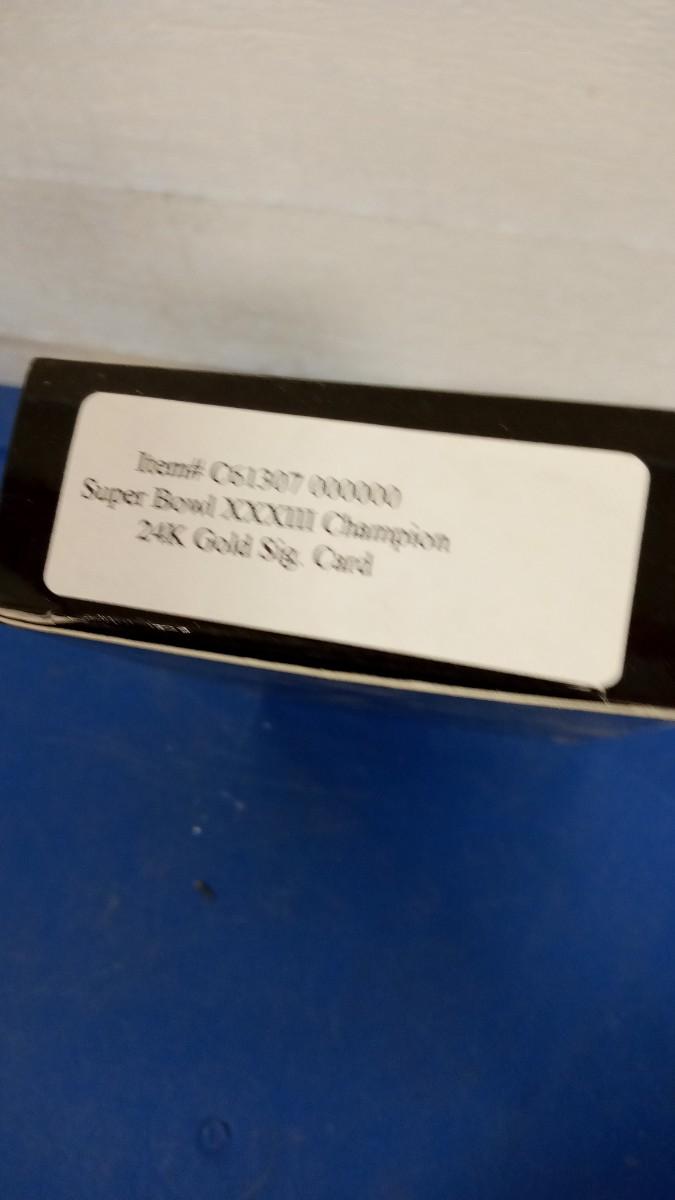 Item# C61307 000000
Super Bowl XXXIII Champion
24K Gold Sig. Card